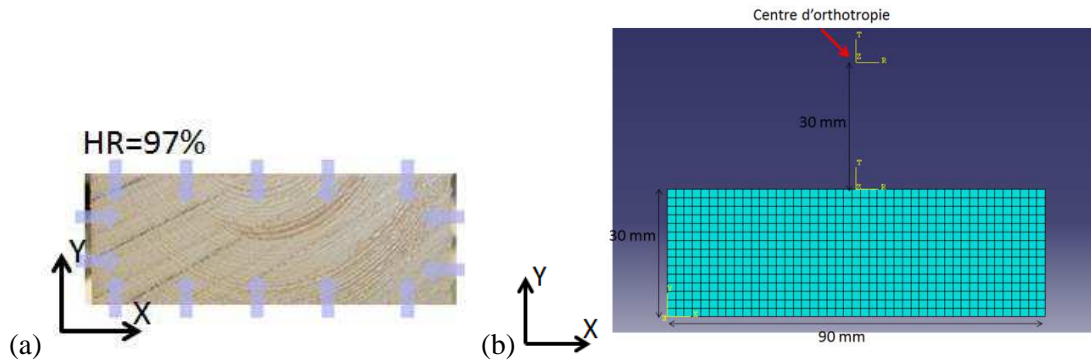 Centre d'orthotropie
T
Z R
30 mm
HR=97%
T
Z R
30 mm
Y
X
Y
X
90 mm
(a)
(b)